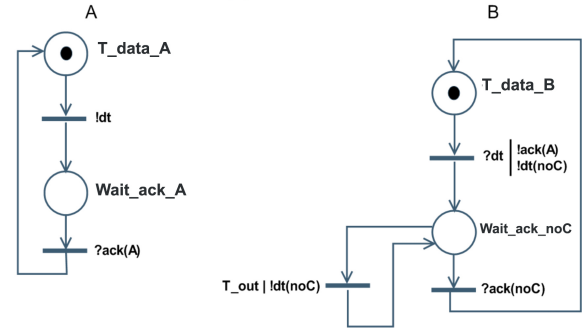 A
T_data_A
!dt
Wait_ack_A
?ack(A)
B
T_data_B
?dt | !ack(A)
!dt(noC)
Wait_ack_noC
T_out | !dt(noC)
?ack(noC)